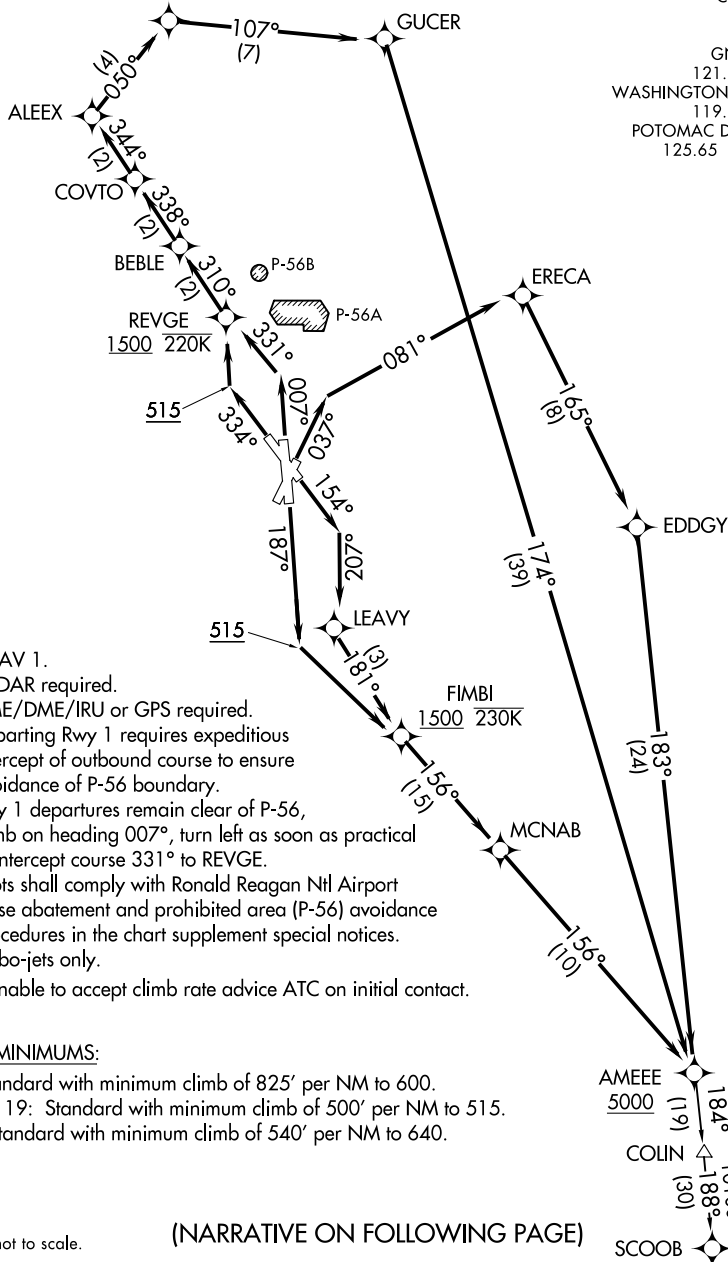 107°
(7)
GUCER
(4)
050°
121.
WASHINGTON
119.
POTOMAC D
125.65
ALEEX
344°
(2)
COVTO
338°
(2)
BEBLE
310°
(2)
P-56B
P-56A
ERECA
REVGE
1500 220K
331°
081°
007°
037°
165°
(8)
515
334°
154°
187°
207°
EDDGY
174°
(39)
515
LEAVY
(3)
181°
FIMBI
1500 230K
183°
(24)
156°
(15)
MCNAB
156°
(10)
AV 1.
DAR required.
ME/DME/IRU or GPS required.
parting Rwy 1 requires expeditious
ercept of outbound course to ensure
oidance of P-56 boundary.
y 1 departures remain clear of P-56,
mb on heading 007°, turn left as soon as practical
intercept course 331° to REVGE.
ots shall comply with Ronald Reagan Ntl Airport
ise abatement and prohibited area (P-56) avoidance
ocedures in the chart supplement special notices.
bo-jets only.
nable to accept climb rate advice ATC on initial contact.
MINIMUMS:
andard with minimum climb of 825' per NM to 600.
19: Standard with minimum climb of 500' per NM to 515.
tandard with minimum climb of 540' per NM to 640.
AMEEE
5000
184°
(19)
COLIN
188°
(30)
SCOOB
not to scale.
(NARRATIVE ON FOLLOWING PAGE)